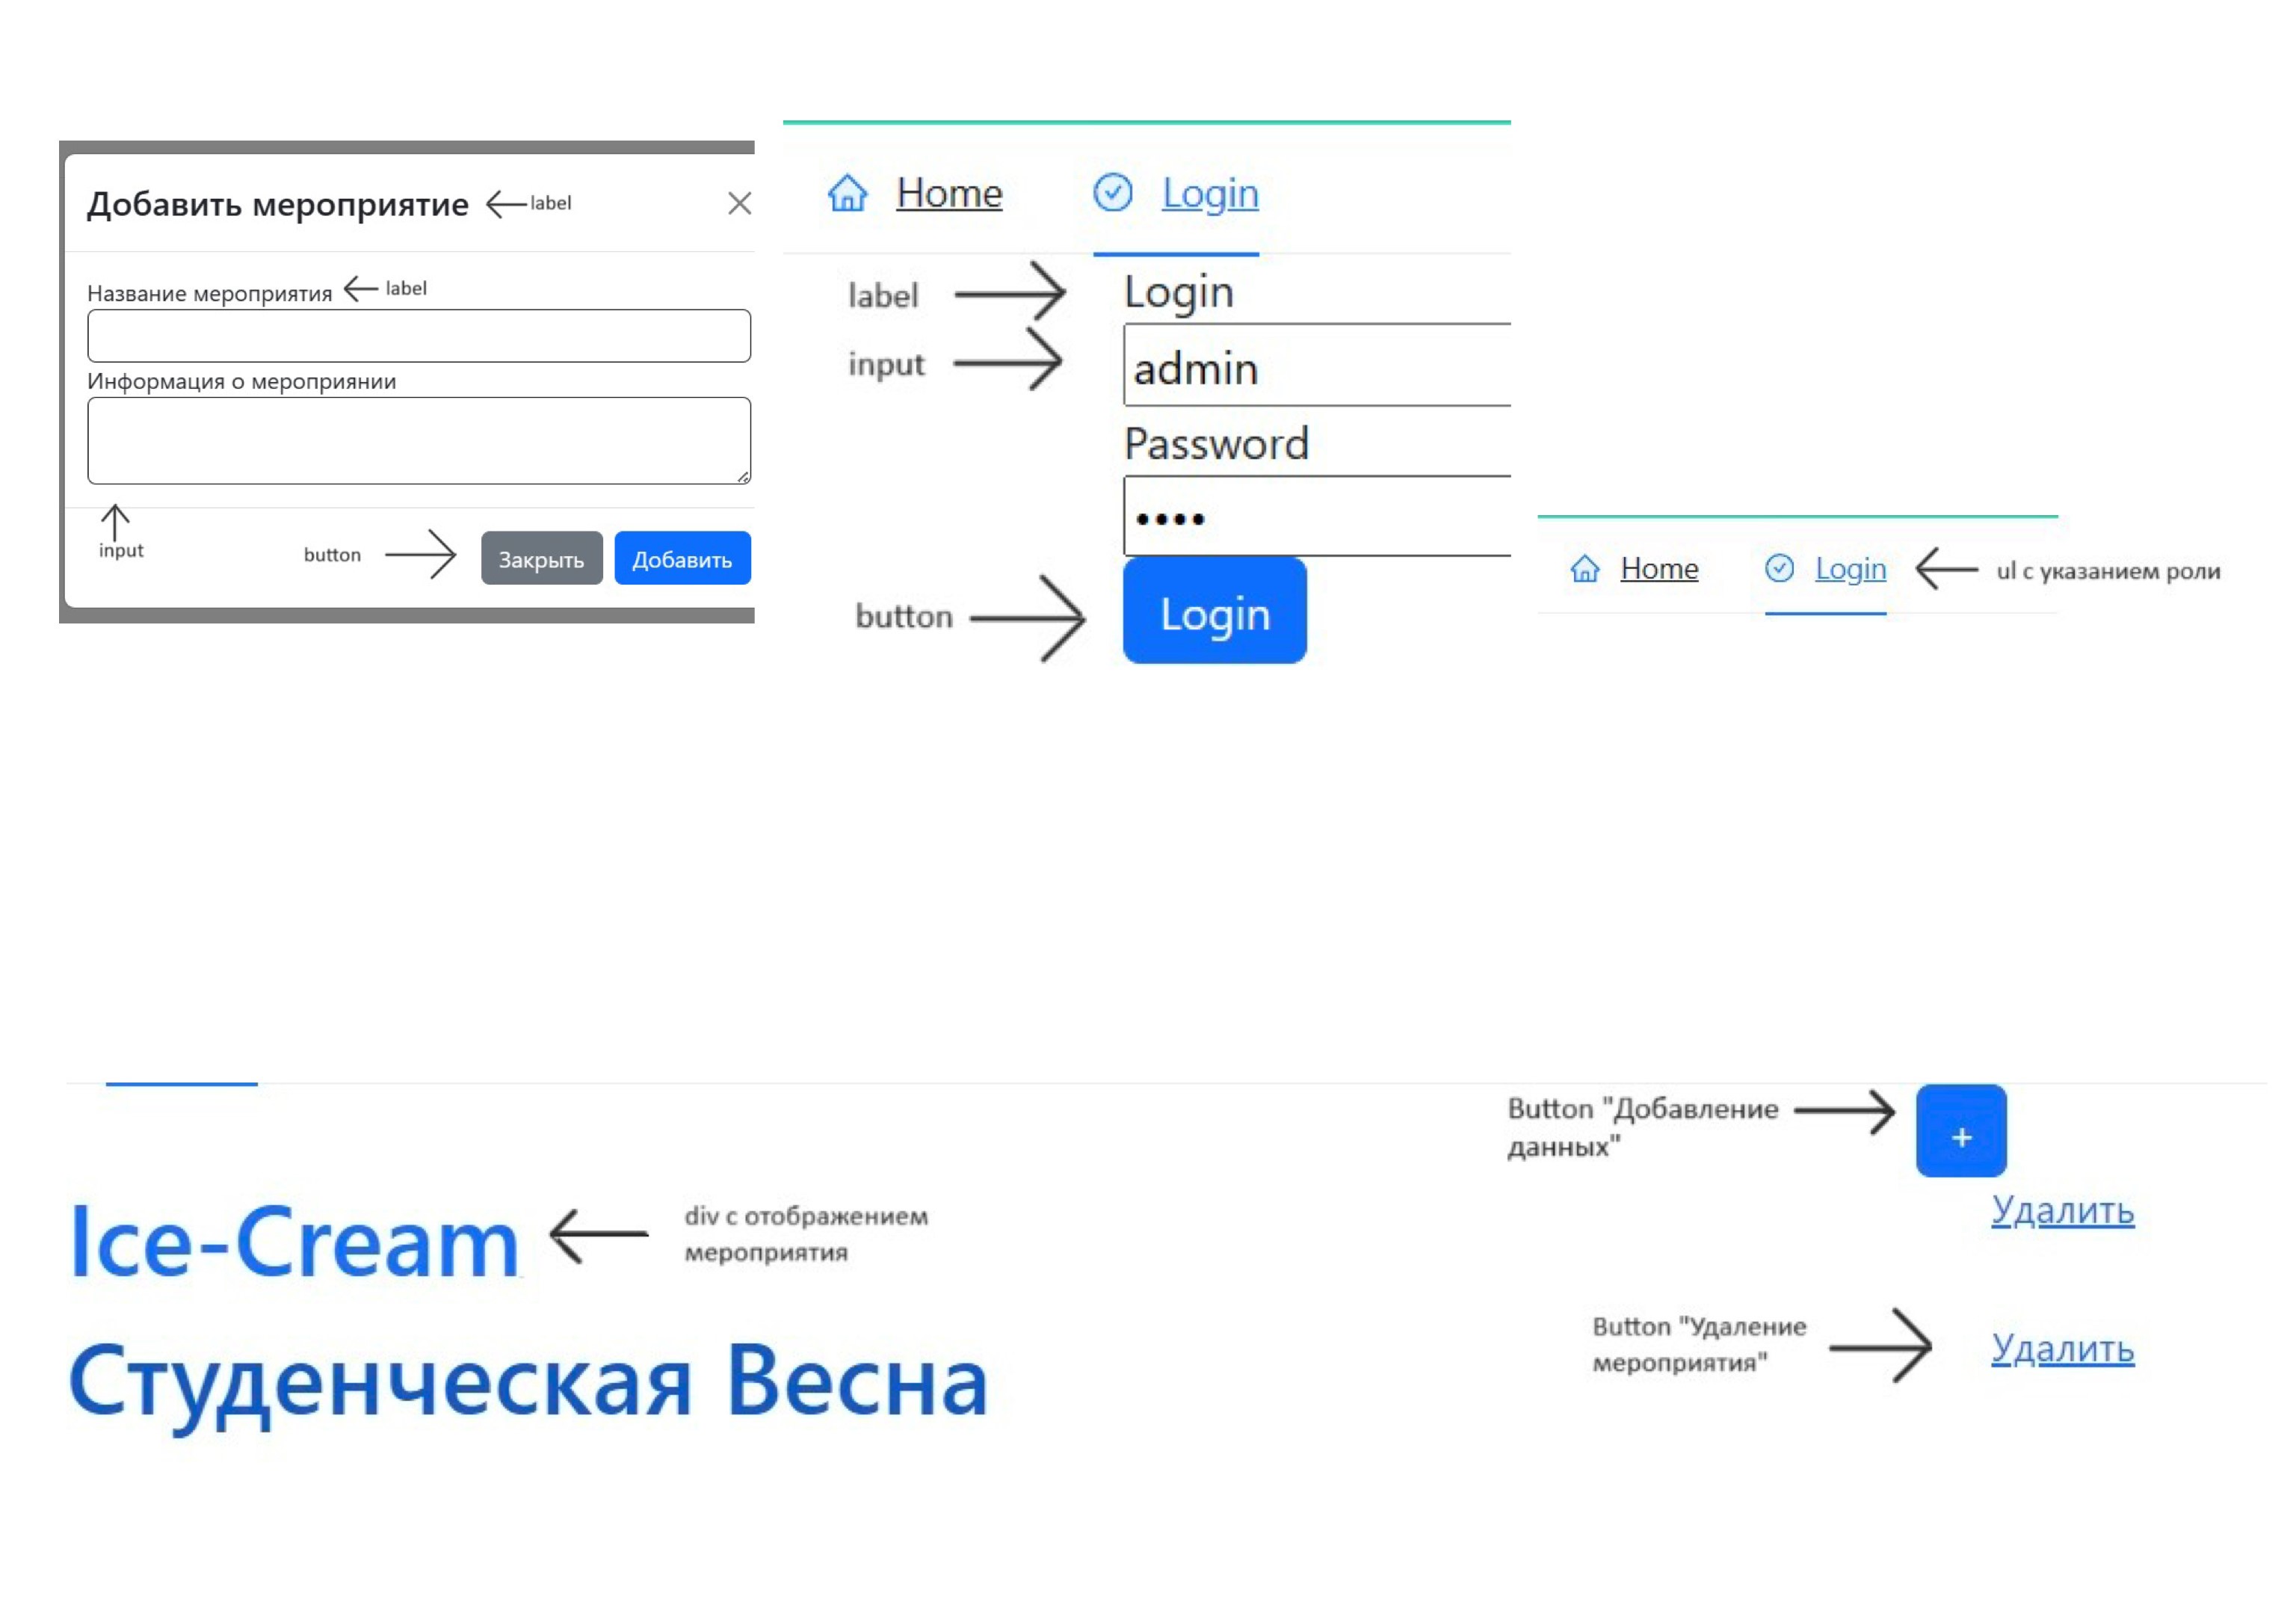 Добавить мероприятие
label
Название мероприятия
label
Информация о мероприянии
input
button
Закрыть
Добавить
Home
Login
label
Login
input
admin
Password
button
Login
Home
Login
ul с указанием роли
Button "Добавление
данных"
+
Удалить
Ice-Cream
div с отображением
мероприятия
Button "Удаление
мероприятия"
Удалить
Студенческая Весна